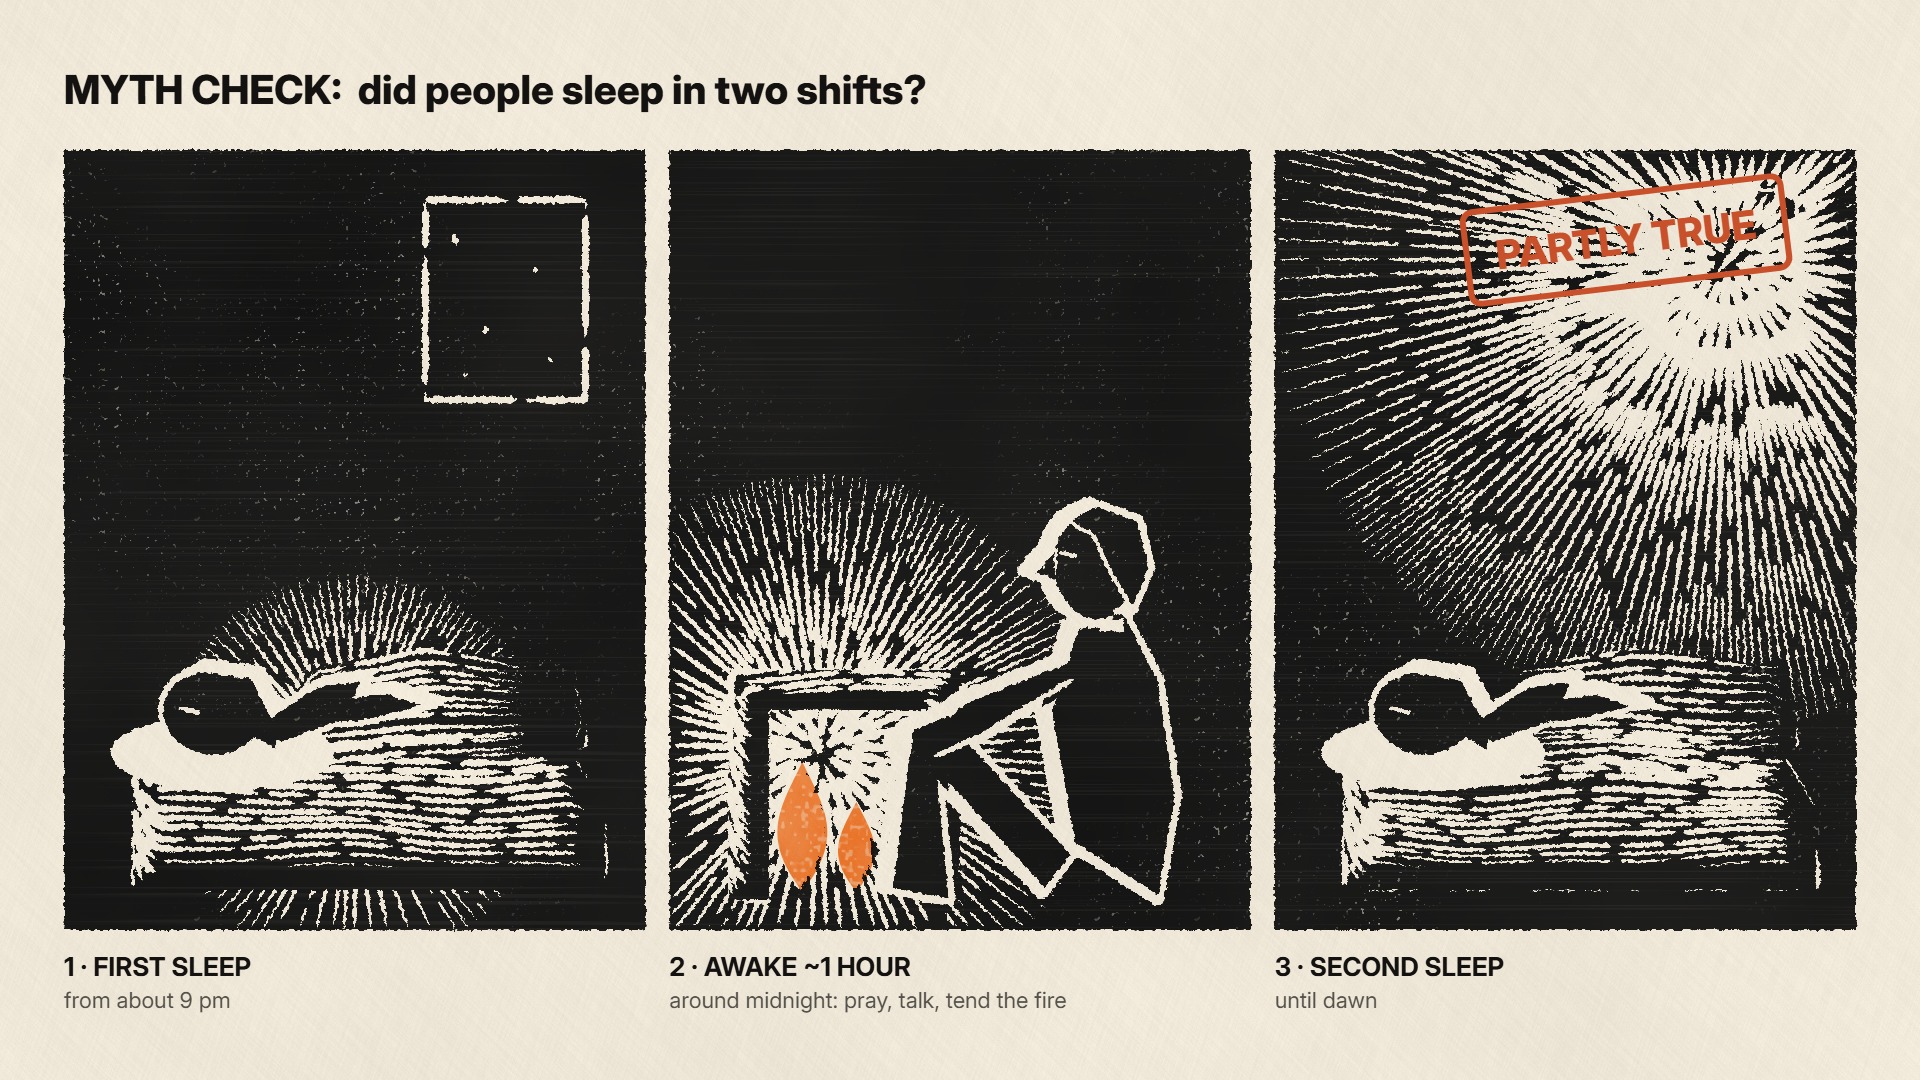 MYTH CHECK: did people sleep in two shifts?
PARTLY TRUE
1 · FIRST SLEEP
from about 9 pm
2 · AWAKE ~1 HOUR
around midnight: pray, talk, tend the fire
3 · SECOND SLEEP
until dawn